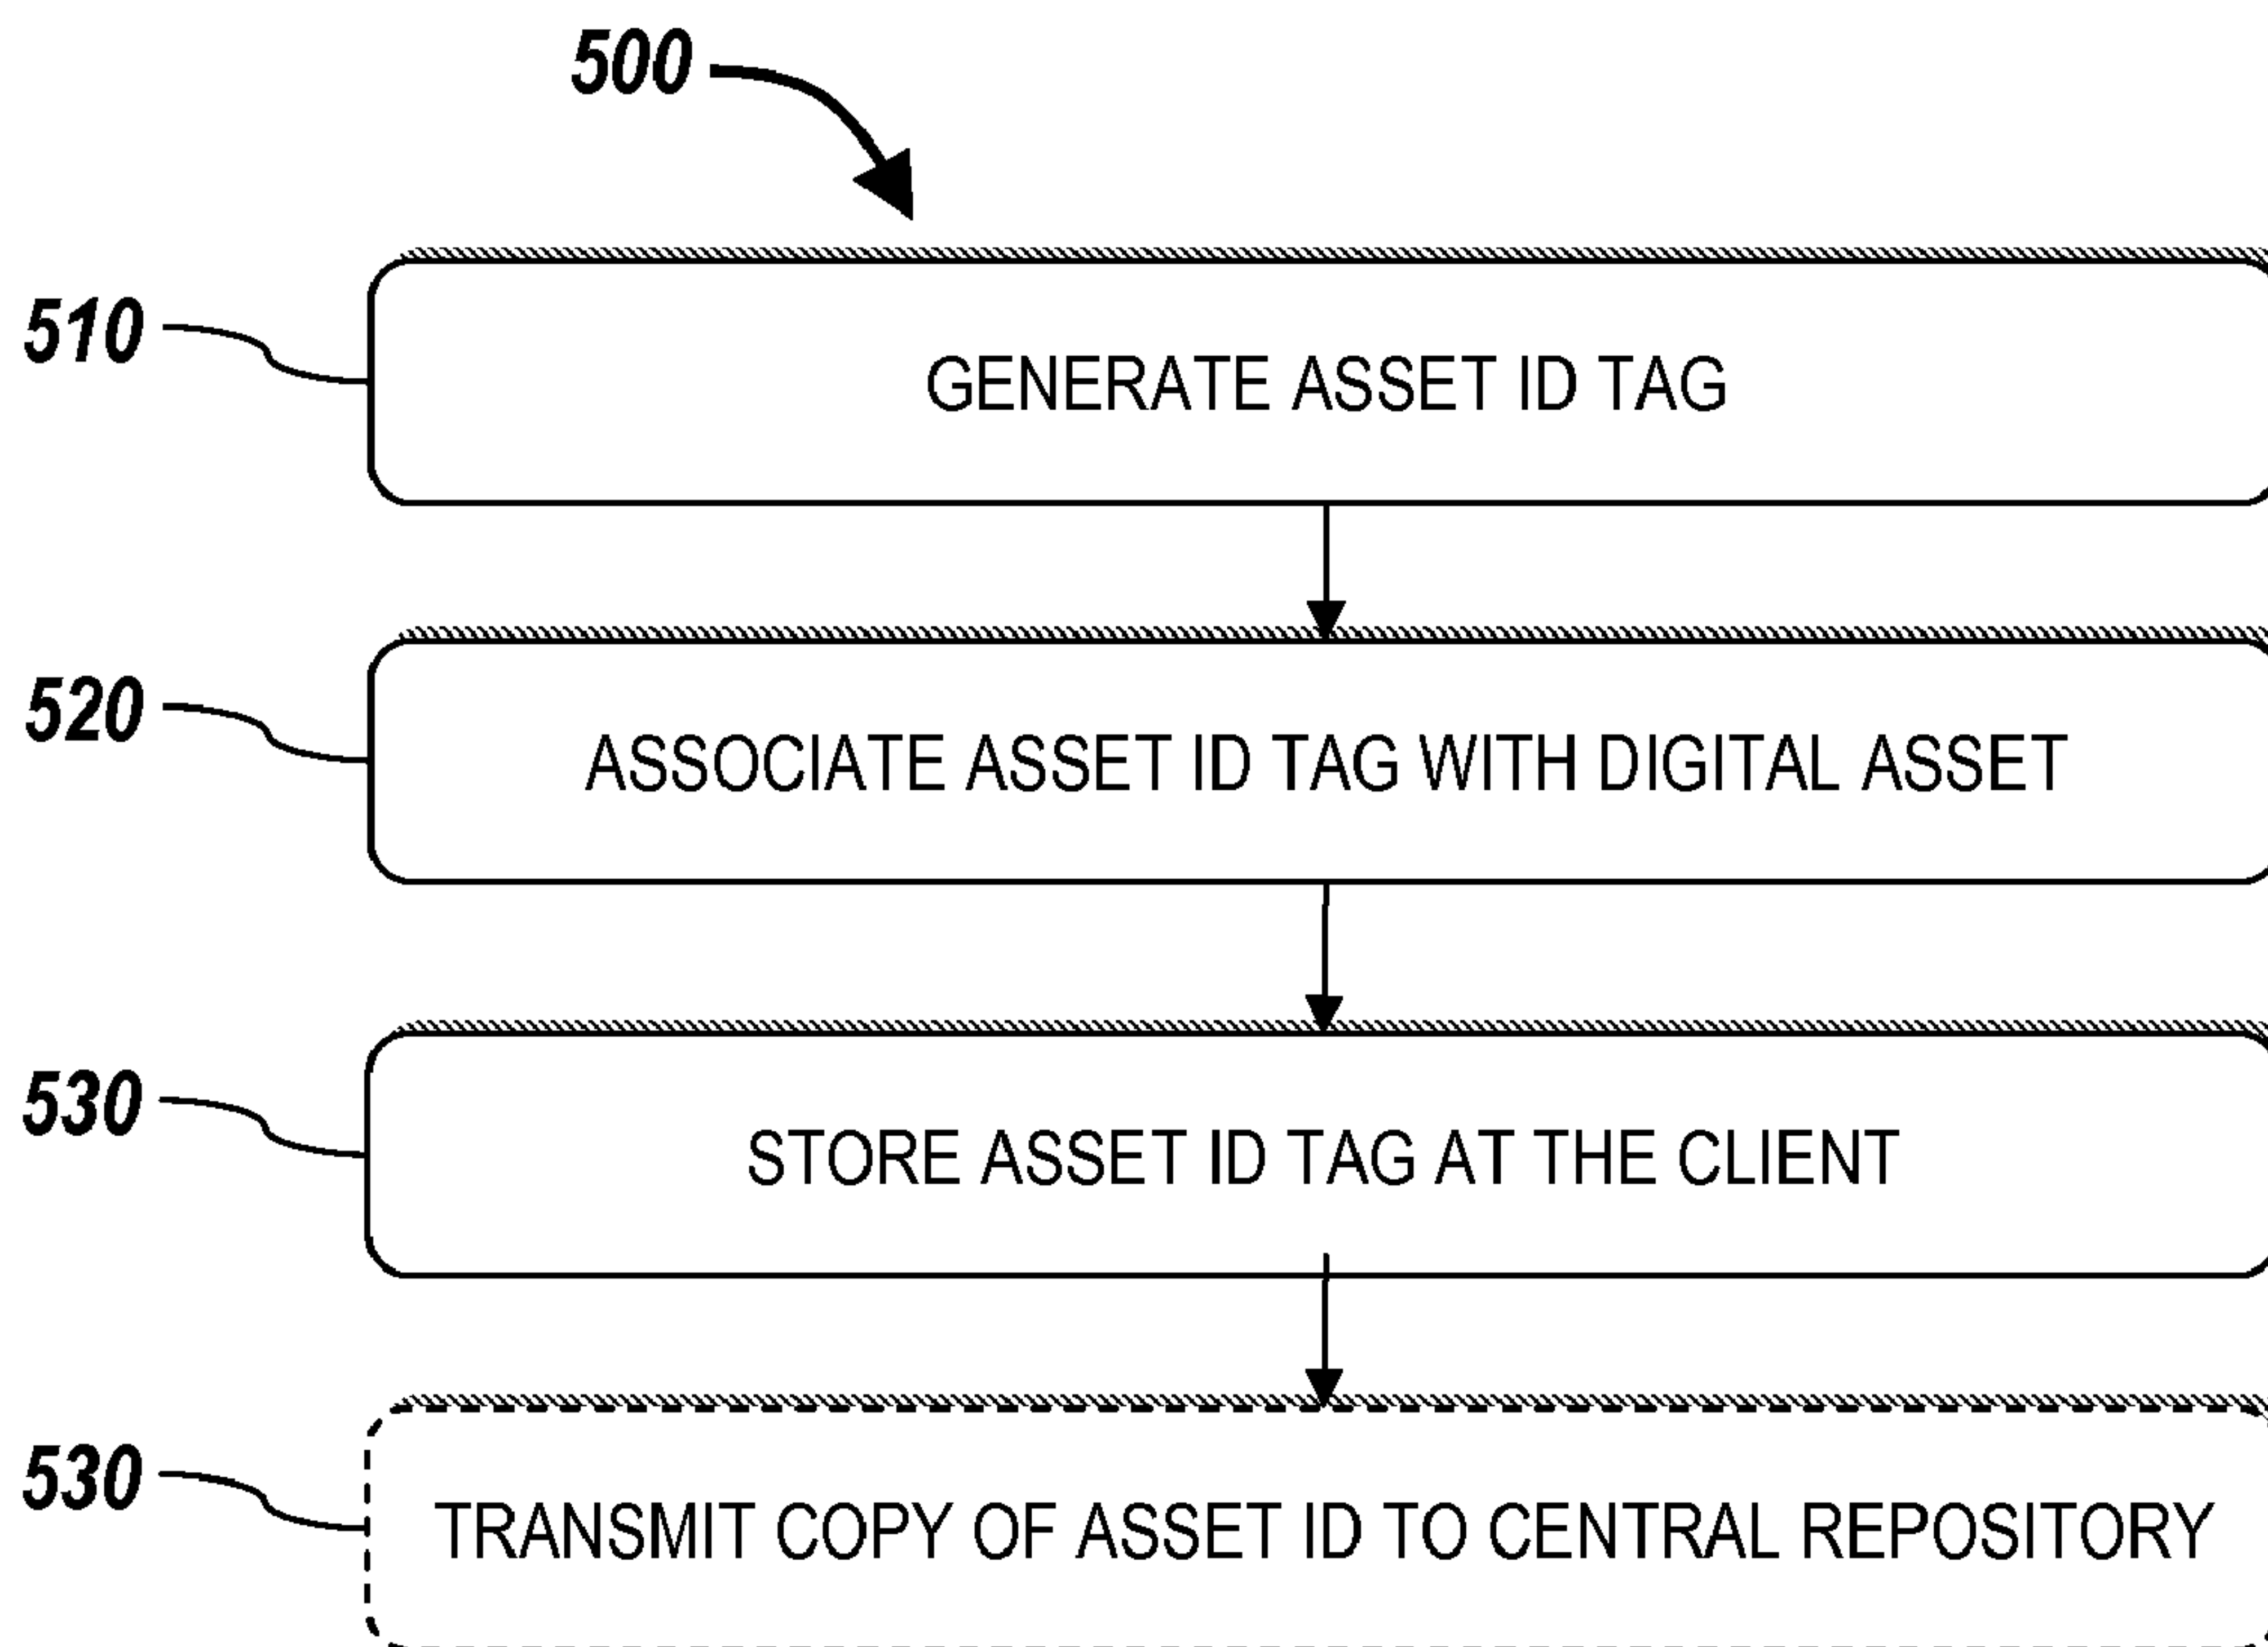 500
510
GENERATE ASSET ID TAG
520
ASSOCIATE ASSET ID TAG WITH DIGITAL ASSET
530
STORE ASSET ID TAG AT THE CLIENT
530
TRANSMIT COPY OF ASSET ID TO CENTRAL REPOSITORY